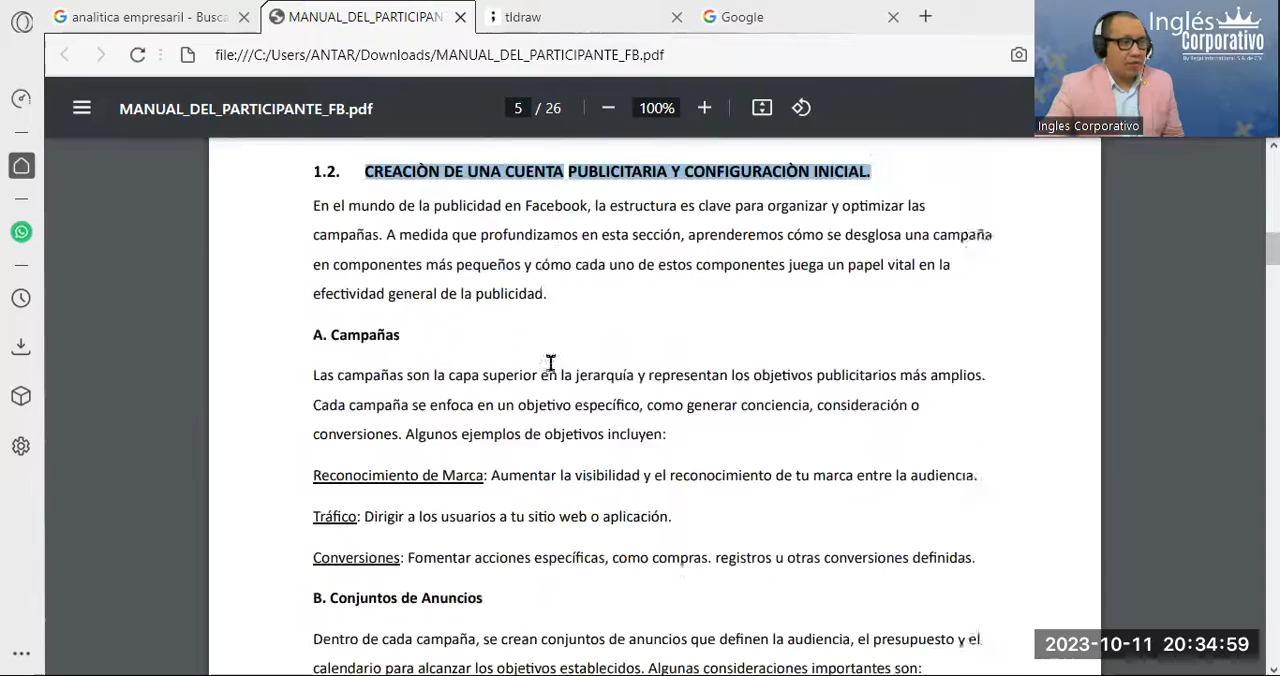 analitica empresaril - Busca
MANUAL_DEL_PARTICIPAN
tldraw
Google
file:///C:/Users/ANTAR/Downloads/MANUAL_DEL_PARTICIPANTE_FB.pdf
MANUAL_DEL_PARTICIPANTE_FB.pdf
5 / 26
100%
Inglés
Corporativo
By Regal International S.A. de C.V.
Ingles Corporativo
1.2. CREACIÒN DE UNA CUENTA PUBLICITARIA Y CONFIGURACIÒN INICIAL.
En el mundo de la publicidad en Facebook, la estructura es clave para organizar y optimizar las
campañas. A medida que profundizamos en esta sección, aprenderemos cómo se desglosa una campaña
en componentes más pequeños y cómo cada uno de estos componentes juega un papel vital en la
efectividad general de la publicidad.
A. Campañas
Las campañas son la capa superior en la jerarquía y representan los objetivos publicitarios más amplios.
Cada campaña se enfoca en un objetivo específico, como generar conciencia, consideración o
conversiones. Algunos ejemplos de objetivos incluyen:
Reconocimiento de Marca: Aumentar la visibilidad y el reconocimiento de tu marca entre la audiencia.
Tráfico: Dirigir a los usuarios a tu sitio web o aplicación.
Conversiones: Fomentar acciones específicas, como compras. registros u otras conversiones definidas.
B. Conjuntos de Anuncios
Dentro de cada campaña, se crean conjuntos de anuncios que definen la audiencia, el presupuesto y el
calendario para alcanzar los objetivos establecidos. Algunas consideraciones importantes son:
2023-10-11 20:34:59